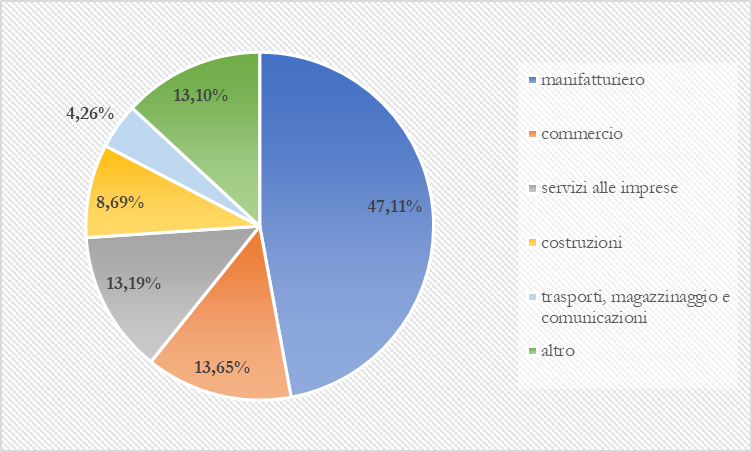 13,10%
4,26%
47,11%
8,69%
13,19%
13,65%
manifatturiero
commercio
servizi alle imprese
costruzioni
trasporti, magazzinaggio e
comunicazioni
altro